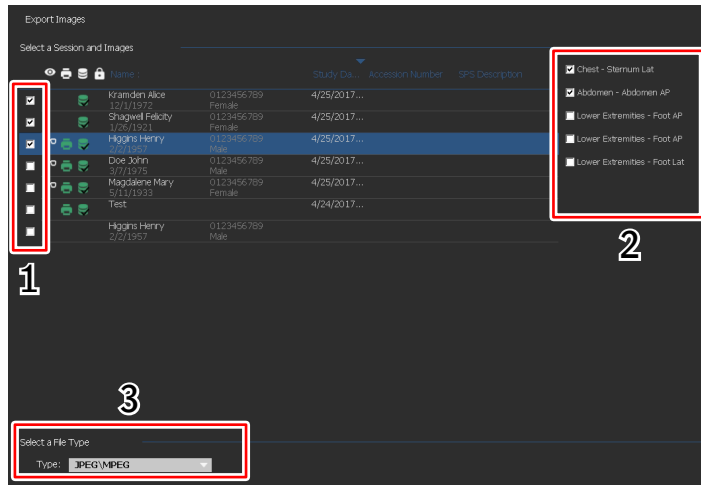 Export Images
Select a Session and Images
Name : Study Da... Accession Number SPS Description
Kramden Alice 0123456789 4/25/2017...
12/1/1972 Female
Shagwell Felicity 0123456789 4/25/2017...
1/26/1921 Female
Higgins Henry 0123456789 4/25/2017...
2/2/1957 Male
Doe John 0123456789 4/25/2017...
3/7/1975 Male
Magdalene Mary 0123456789 4/25/2017...
5/11/1933 Female
Test 4/24/2017...
Higgins Henry 0123456789
2/2/1957 Male
1
Chest - Sternum Lat
Abdomen - Abdomen AP
Lower Extremities - Foot AP
Lower Extremities - Foot AP
Lower Extremities - Foot Lat
2
3
Select a File Type
Type: JPEG\MPEG